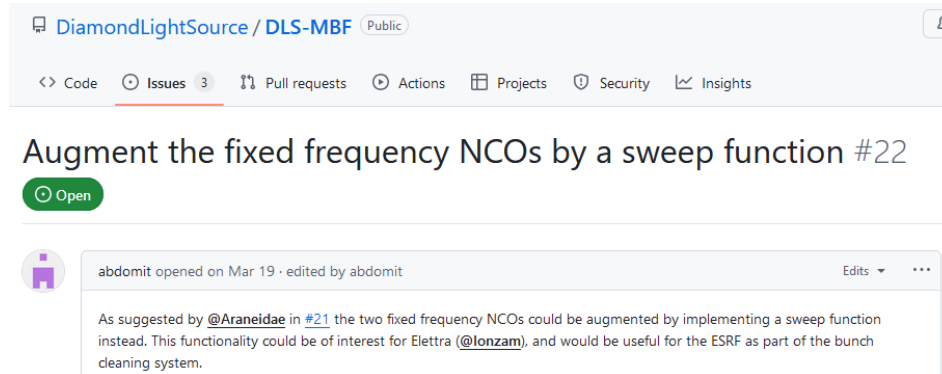 DiamondLightSource / DLS-MBF Public
Code Issues 3 Pull requests Actions Projects Security Insights
Augment the fixed frequency NCOs by a sweep function #22
Open
abdomit opened on Mar 19 · edited by abdomit Edits
As suggested by @Araneidae in #21 the two fixed frequency NCOs could be augmented by implementing a sweep function
instead. This functionality could be of interest for Elettra (@lonzam), and would be useful for the ESRF as part of the bunch
cleaning system.